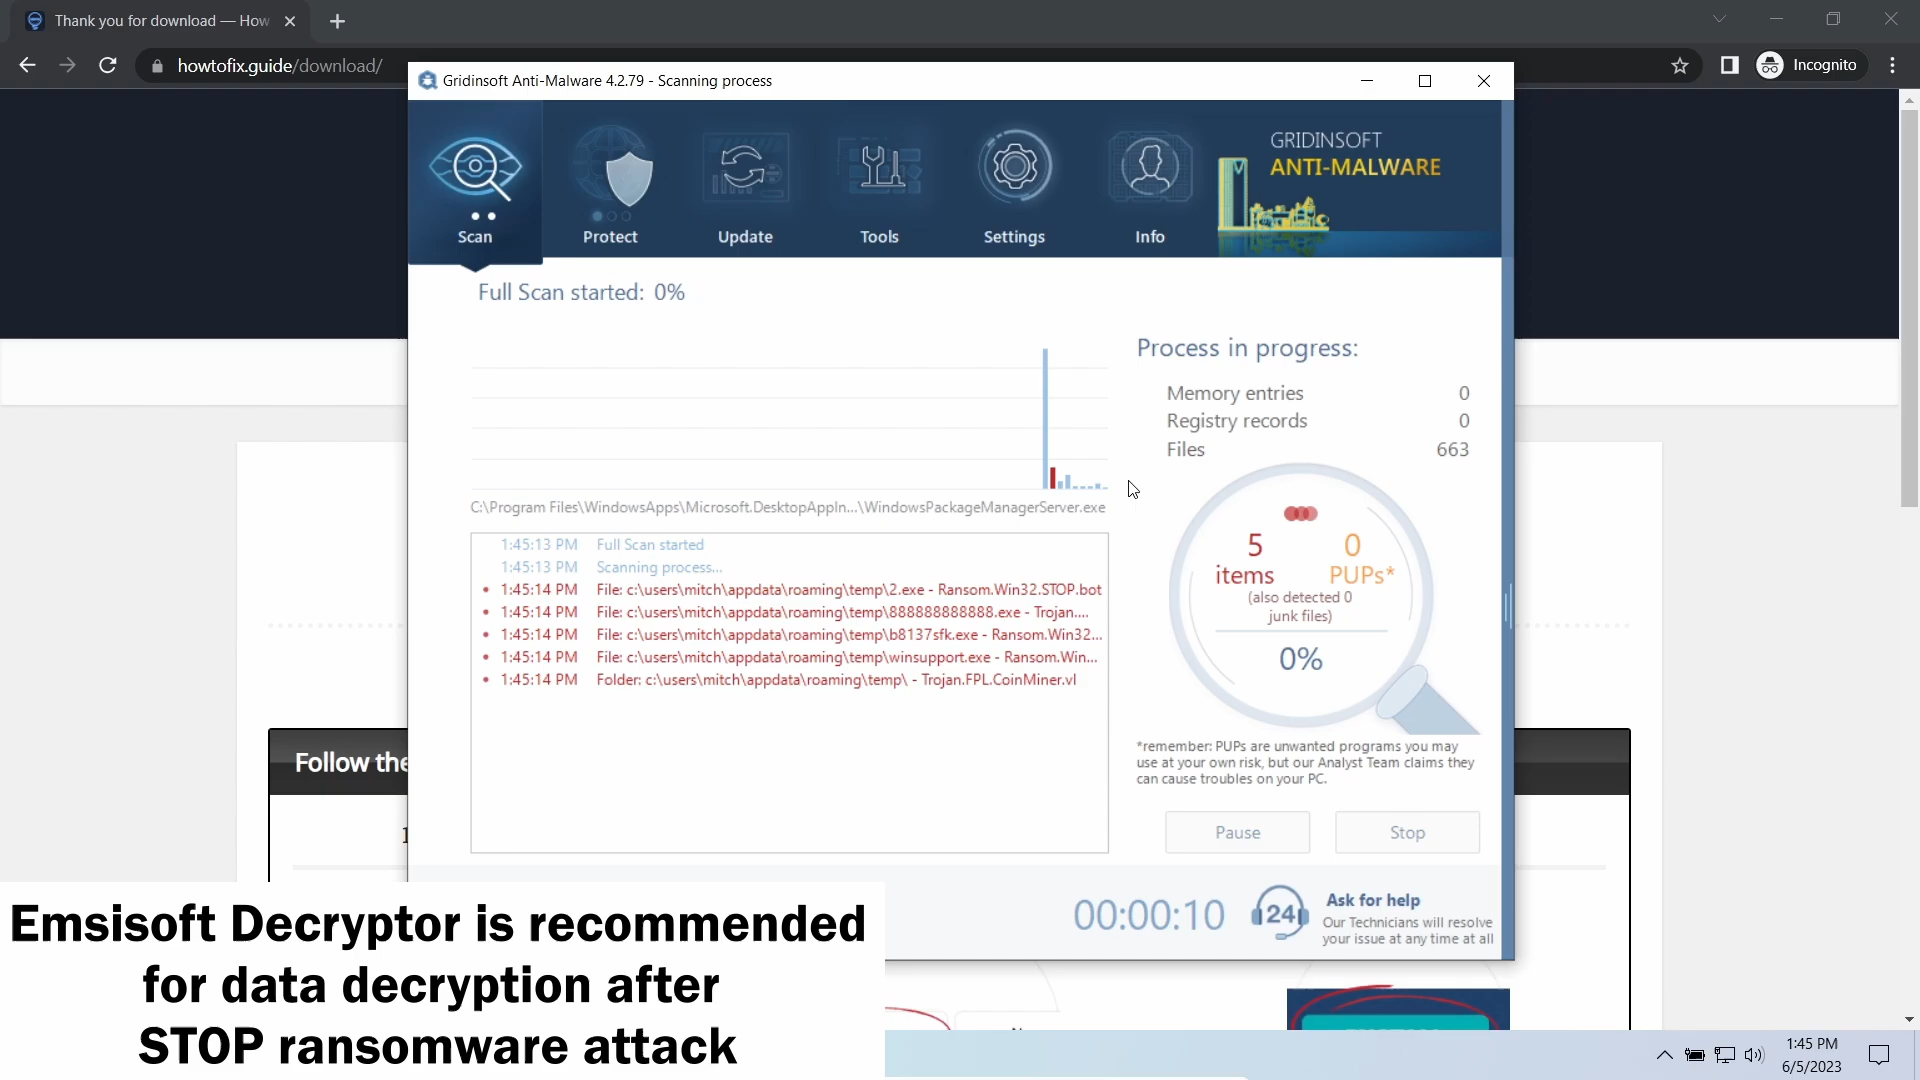 Thank you for download — How
howtofix.guide/download/
Incognito
Gridinsoft Anti-Malware 4.2.79 - Scanning process
Scan
Protect
Update
Tools
Settings
Info
GRIDINSOFT
ANTI-MALWARE
Full Scan started: 0%
C:\Program Files\WindowsApps\Microsoft.DesktopAppIn...\WindowsPackageManagerServer.exe
1:45:13 PM Full Scan started
1:45:13 PM Scanning process...
1:45:14 PM File: c:\users\mitch\appdata\roaming\temp\2.exe - Ransom.Win32.STOP.bot
1:45:14 PM File: c:\users\mitch\appdata\roaming\temp\888888888888.exe - Trojan....
1:45:14 PM File: c:\users\mitch\appdata\roaming\temp\b8137sfk.exe - Ransom.Win32...
1:45:14 PM File: c:\users\mitch\appdata\roaming\temp\winsupport.exe - Ransom.Win...
1:45:14 PM Folder: c:\users\mitch\appdata\roaming\temp\ - Trojan.FPL.CoinMiner.vl
Process in progress:
Memory entries 0
Registry records 0
Files 663
5 0
items PUPs*
(also detected 0
junk files)
0%
*remember: PUPs are unwanted programs you may
use at your own risk, but our Analyst Team claims they
can cause troubles on your PC.
Pause
Stop
00:00:10
24
Ask for help
Our Technicians will resolve
your issue at any time at all
Follow the
1
Emsisoft Decryptor is recommended
for data decryption after
STOP ransomware attack
1:45 PM
6/5/2023